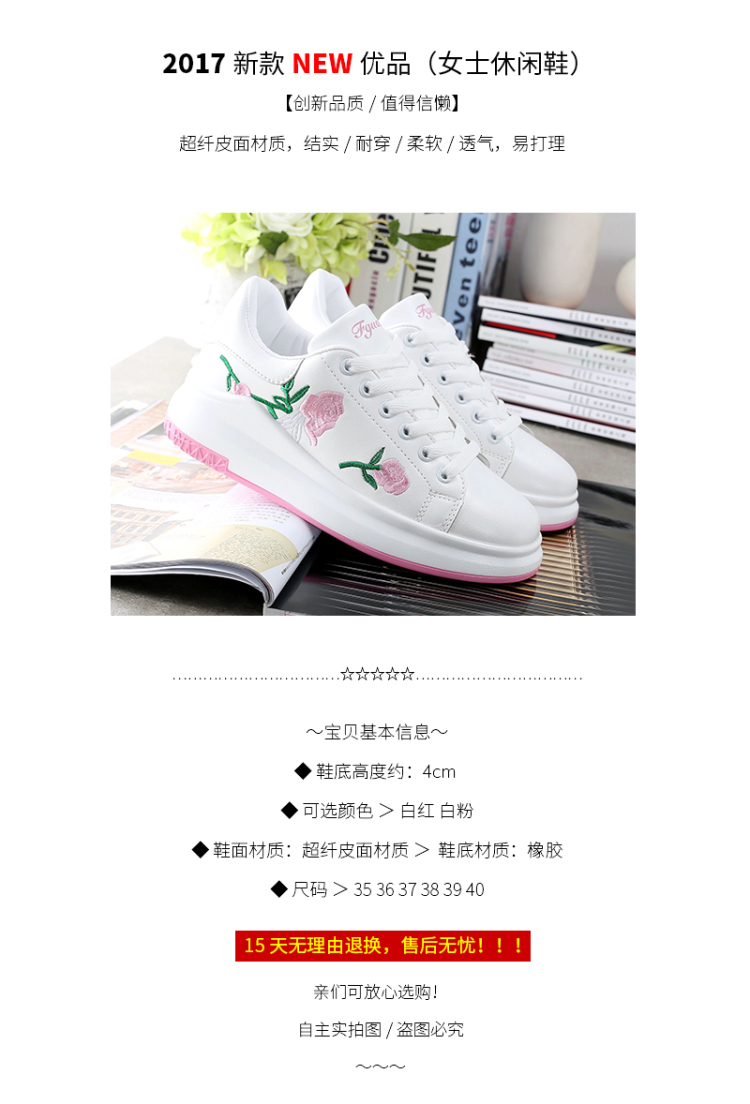 2017 新款 NEW 优品（女士休闲鞋）
【创新品质 / 值得信懒】
超纤皮面材质，结实 / 耐穿 / 柔软 / 透气，易打理
even teen
☆☆☆☆☆
～宝贝基本信息～
◆ 鞋底高度约：4cm
◆ 可选颜色 ＞ 白红 白粉
◆ 鞋面材质：超纤皮面材质 ＞ 鞋底材质：橡胶
◆ 尺码 ＞ 35 36 37 38 39 40
15 天无理由退换，售后无忧！！！
亲们可放心选购！
自主实拍图 / 盗图必究
～～～